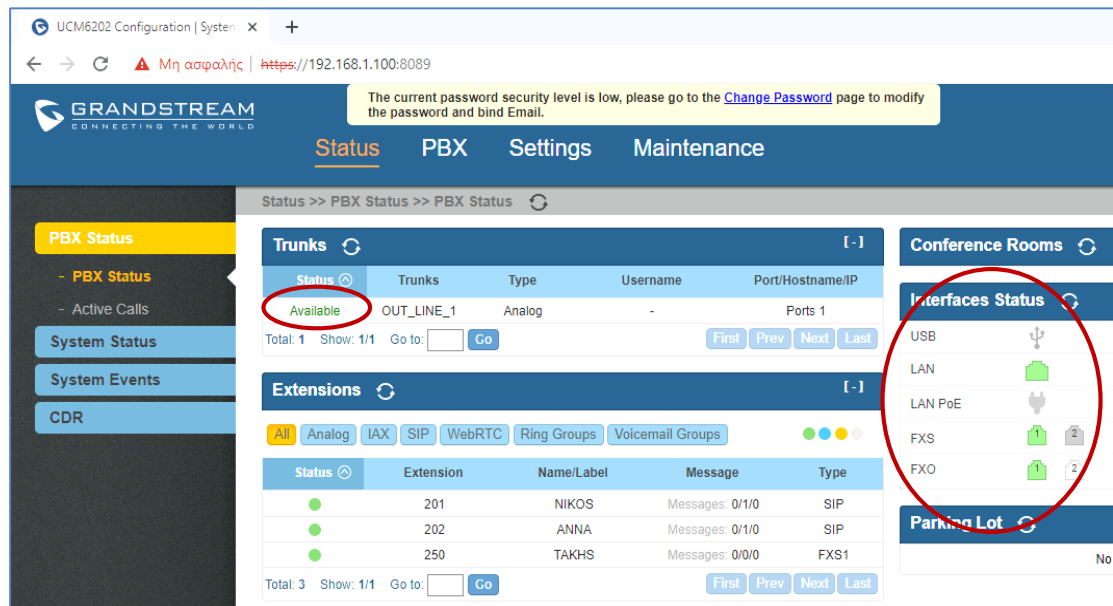 UCM6202 Configuration | System
Μη ασφαλής | https://192.168.1.100:8089
GRANDSTREAM
CONNECTING THE WORLD
The current password security level is low, please go to the Change Password page to modify
the password and bind Email.
Status PBX Settings Maintenance
Status >> PBX Status >> PBX Status
PBX Status
- PBX Status
- Active Calls
System Status
System Events
CDR
Trunks [-]
Status Trunks Type Username Port/Hostname/IP
Available OUT_LINE_1 Analog - Ports 1
Total: 1 Show: 1/1 Go to: Go First Prev Next Last
Extensions [-]
All Analog IAX SIP WebRTC Ring Groups Voicemail Groups
Status Extension Name/Label Message Type
201 NIKOS Messages: 0/1/0 SIP
202 ANNA Messages: 0/1/0 SIP
250 TAKHS Messages: 0/0/0 FXS1
Total: 3 Show: 1/1 Go to: Go First Prev Next Last
Conference Rooms
Interfaces Status
USB
LAN
LAN PoE
FXS 1 2
FXO 1 2
Parking Lot
No